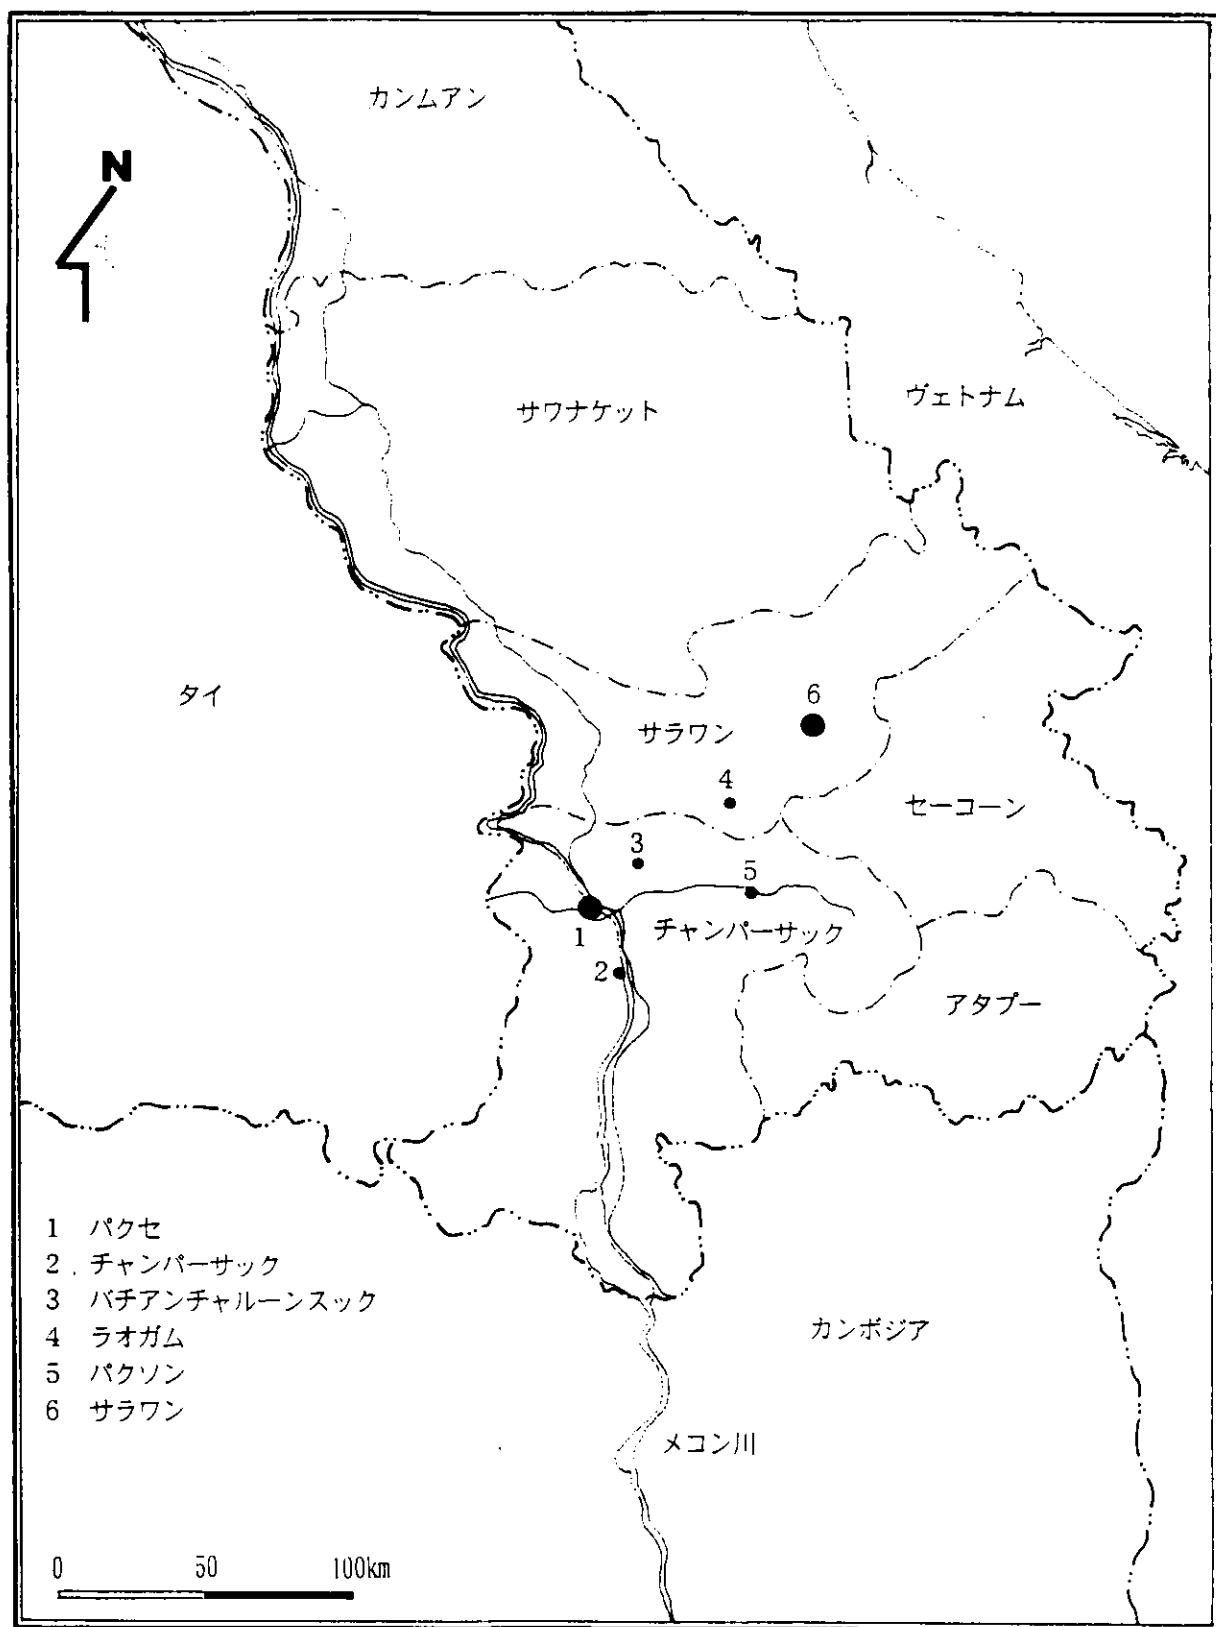 カンムアン
N
サワナケット
ヴェトナム
タイ
6
サラワン
4
セーコーン
3
5
1
チャンパーサック
2
アタプー
1 パクセ
2 . チャンパーサック
3 バチアンチャルーンスック
4 ラオガム
5 パクソン
6 サラワン
カンボジア
メコン川
0 50 100km